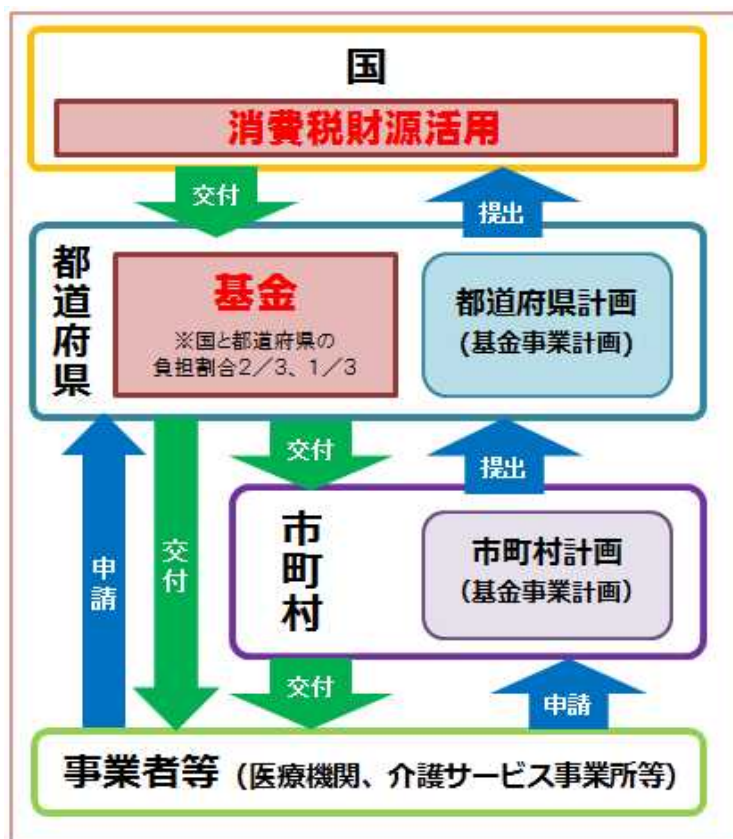 国
消費税財源活用
交付
提出
都道府県
基金
※国と都道府県の
負担割合2／3、1／3
都道府県計画
(基金事業計画)
申請
交付
交付
提出
市町村
市町村計画
（基金事業計画）
交付
申請
事業者等（医療機関、介護サービス事業所等）